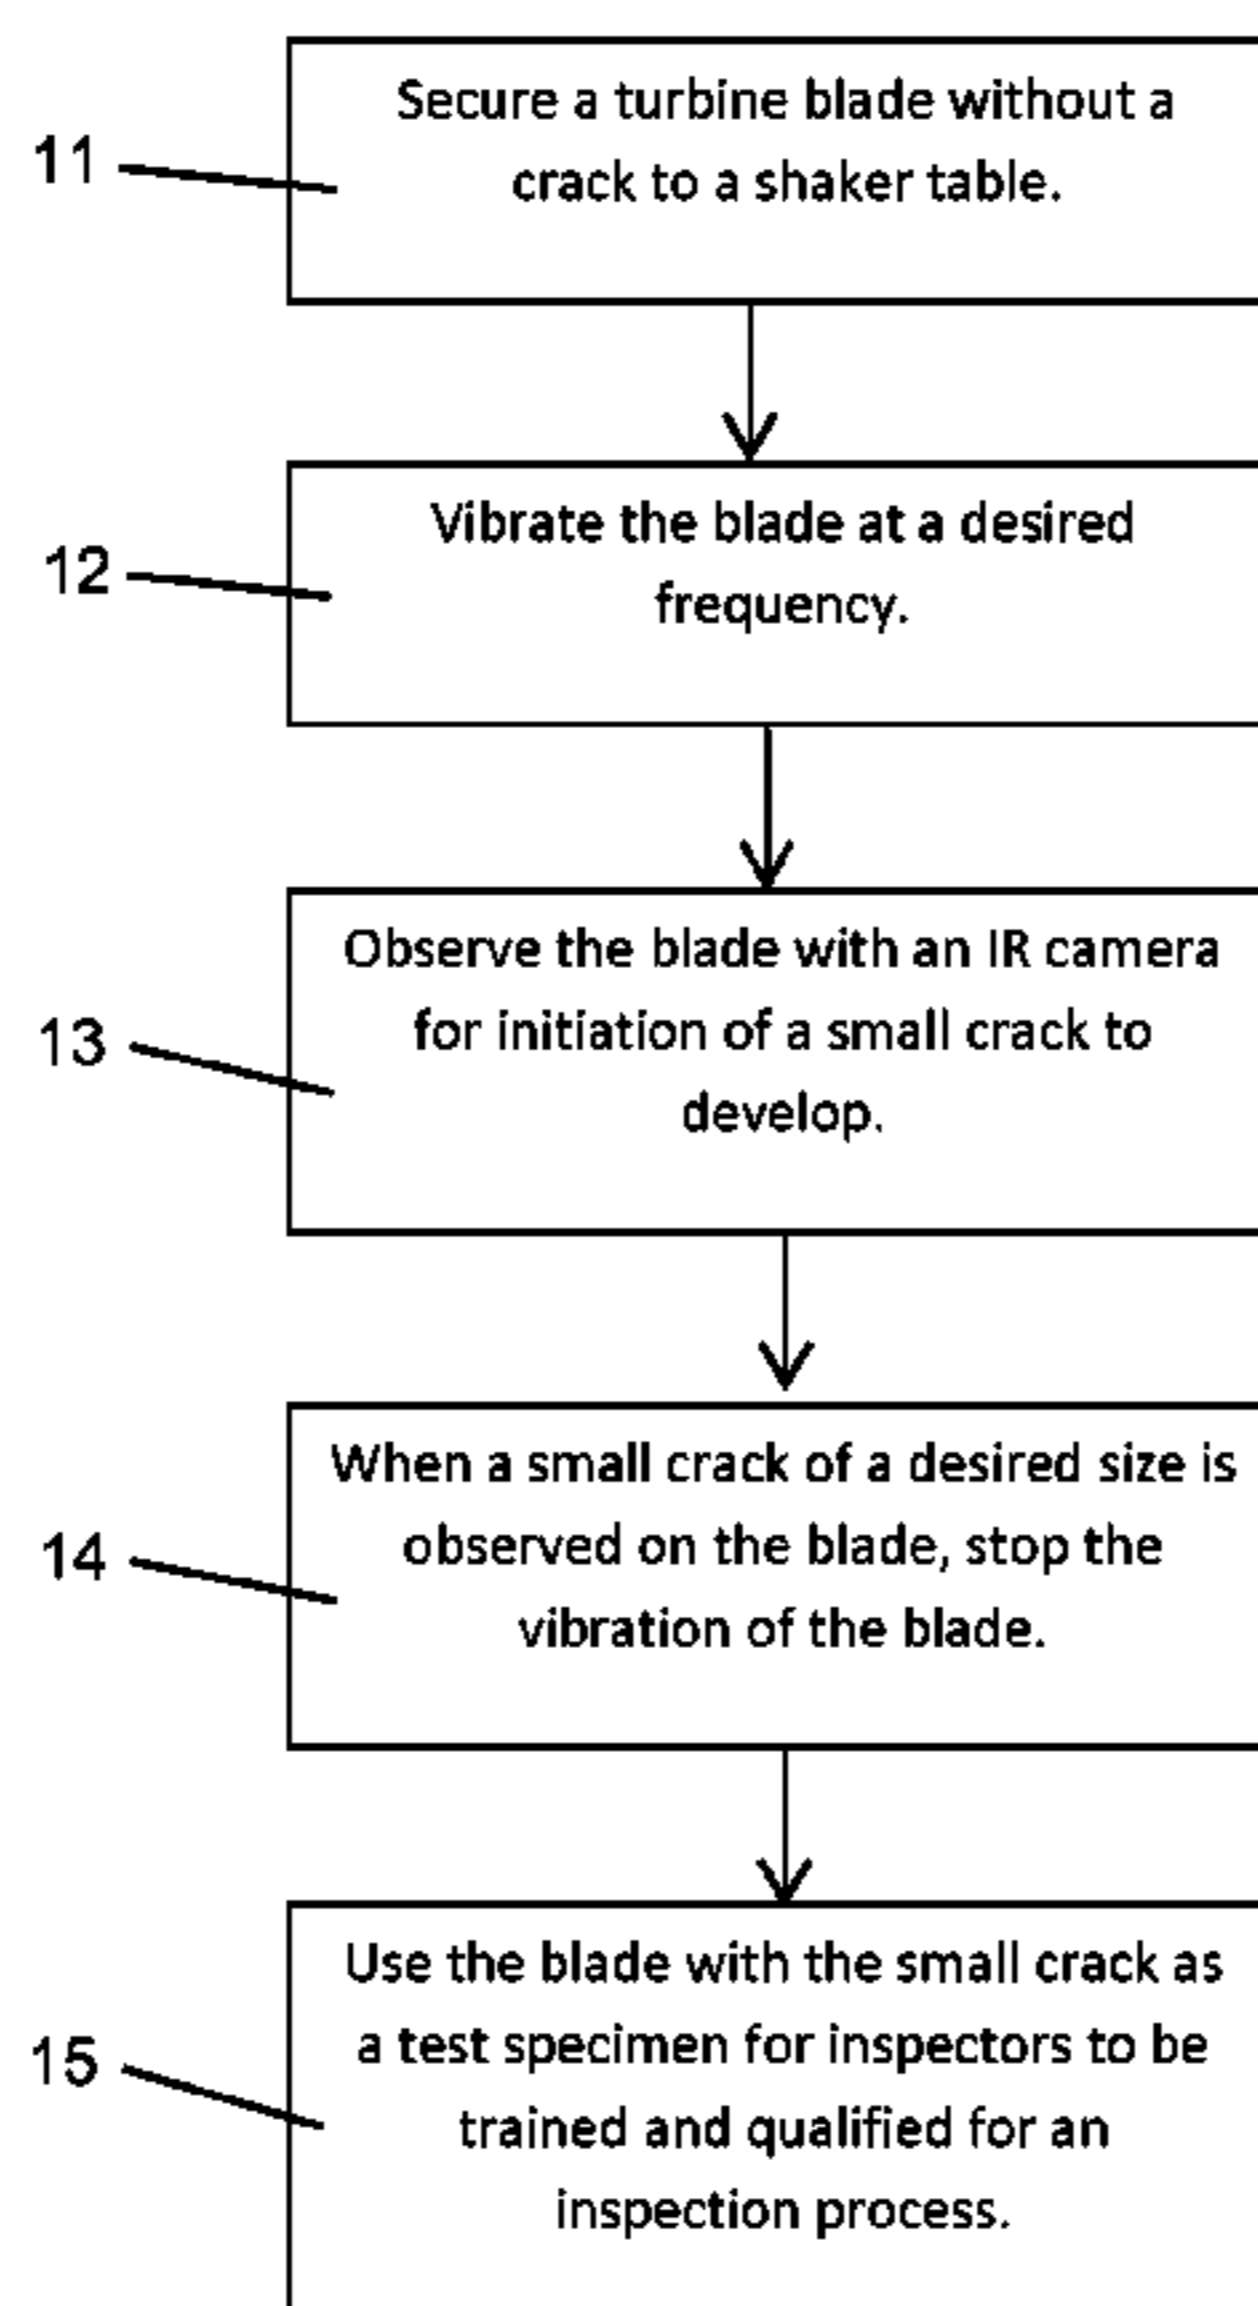 Secure a turbine blade without a
11
crack to a shaker table.
Vibrate the blade at a desired
12
frequency.
Observe the blade with an IR camera
for initiation of a small crack to
13
develop.
When a small crack of a desired size is
observed on the blade, stop the
14
vibration of the blade.
Use the blade with the small crack as
a test specimen for inspectors to be
15
trained and qualified for an
inspection process.